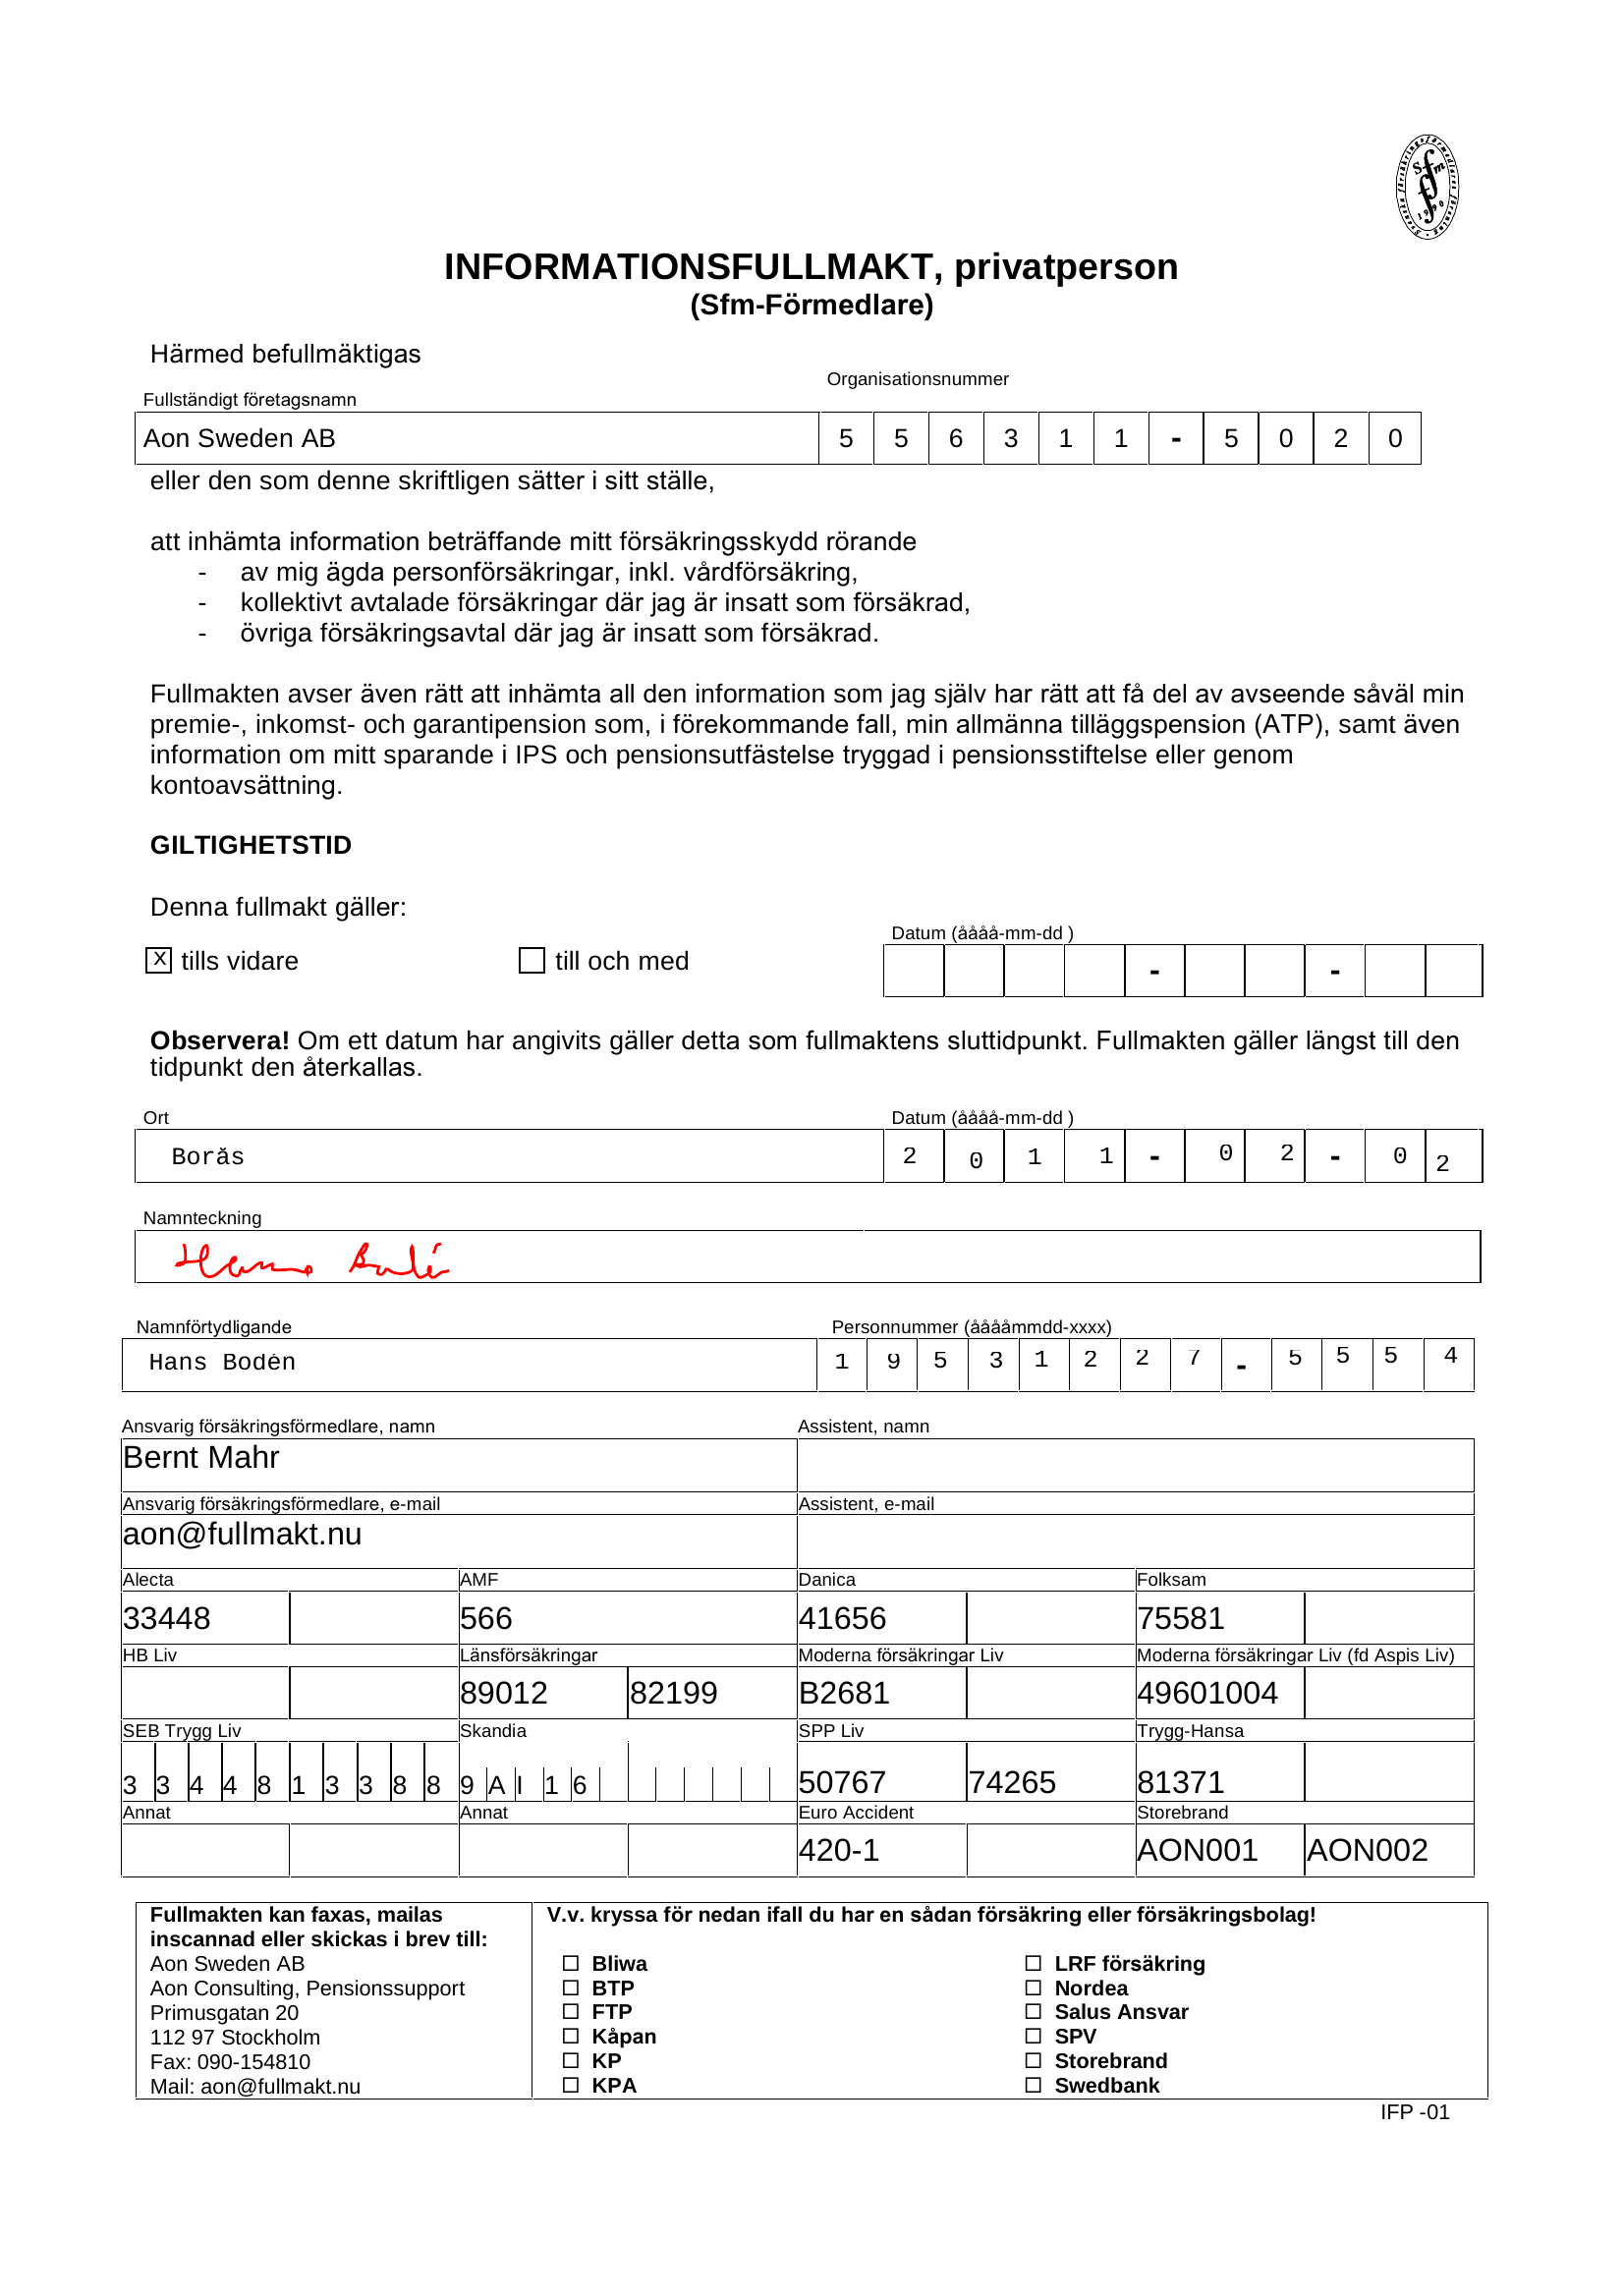 Svenska försäkringsförmedlares förening
Sfm
1990
INFORMATIONSFULLMAKT, privatperson
(Sfm-Förmedlare)
Härmed befullmäktigas
Organisationsnummer
Fullständigt företagsnamn
Aon Sweden AB 5 5 6 3 1 1 - 5 0 2 0
eller den som denne skriftligen sätter i sitt ställe,
att inhämta information beträffande mitt försäkringsskydd rörande
- av mig ägda personförsäkringar, inkl. vårdförsäkring,
- kollektivt avtalade försäkringar där jag är insatt som försäkrad,
- övriga försäkringsavtal där jag är insatt som försäkrad.
Fullmakten avser även rätt att inhämta all den information som jag själv har rätt att få del av avseende såväl min
premie-, inkomst- och garantipension som, i förekommande fall, min allmänna tilläggspension (ATP), samt även
information om mitt sparande i IPS och pensionsutfästelse tryggad i pensionsstiftelse eller genom
kontoavsättning.
GILTIGHETSTID
Denna fullmakt gäller:
Datum (åååå-mm-dd )
x tills vidare till och med - -
Observera! Om ett datum har angivits gäller detta som fullmaktens sluttidpunkt. Fullmakten gäller längst till den
tidpunkt den återkallas.
Ort Datum (åååå-mm-dd )
Borås 2 0 1 1 - 0 2 - 0 2
Namnteckning
Hans Bodén
Namnförtydligande Personnummer (ååååmmdd-xxxx)
Hans Bodén 1 9 5 3 1 2 2 7 - 5 5 5 4
Ansvarig försäkringsförmedlare, namn Assistent, namn
Bernt Mahr
Ansvarig försäkringsförmedlare, e-mail Assistent, e-mail
aon@fullmakt.nu
Alecta AMF Danica Folksam
33448 566 41656 75581
HB Liv Länsförsäkringar Moderna försäkringar Liv Moderna försäkringar Liv (fd Aspis Liv)
89012 82199 B2681 49601004
SEB Trygg Liv Skandia SPP Liv Trygg-Hansa
3 3 4 4 8 1 3 3 8 8 9 A I 1 6 50767 74265 81371
Annat Annat Euro Accident Storebrand
420-1 AON001 AON002
Fullmakten kan faxas, mailas
inscannad eller skickas i brev till:
Aon Sweden AB
Aon Consulting, Pensionssupport
Primusgatan 20
112 97 Stockholm
Fax: 090-154810
Mail: aon@fullmakt.nu
V.v. kryssa för nedan ifall du har en sådan försäkring eller försäkringsbolag!
Bliwa LRF försäkring
BTP Nordea
FTP Salus Ansvar
Kåpan SPV
KP Storebrand
KPA Swedbank
IFP -01